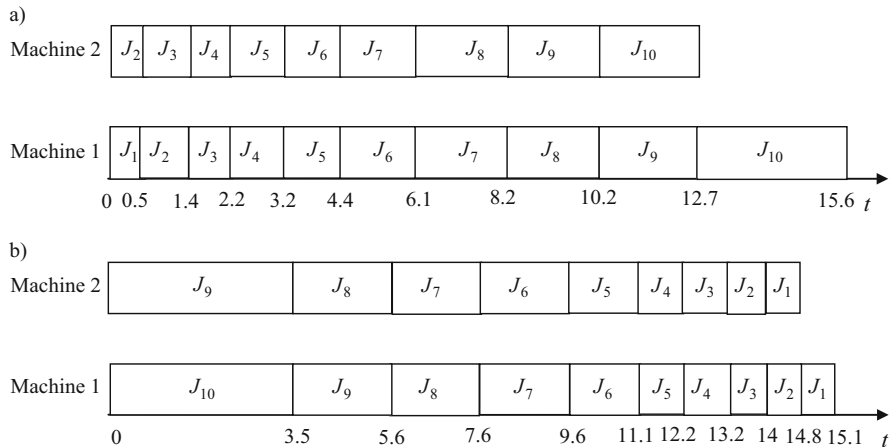 a)
Machine 2 J2 J3 J4 J5 J6 J7 J8 J9 J10
Machine 1 J1 J2 J3 J4 J5 J6 J7 J8 J9 J10
0 0.5 1.4 2.2 3.2 4.4 6.1 8.2 10.2 12.7 15.6 t
b)
Machine 2 J9 J8 J7 J6 J5 J4 J3 J2 J1
Machine 1 J10 J9 J8 J7 J6 J5 J4 J3 J2 J1
0 3.5 5.6 7.6 9.6 11.1 12.2 13.2 14 14.8 15.1 t